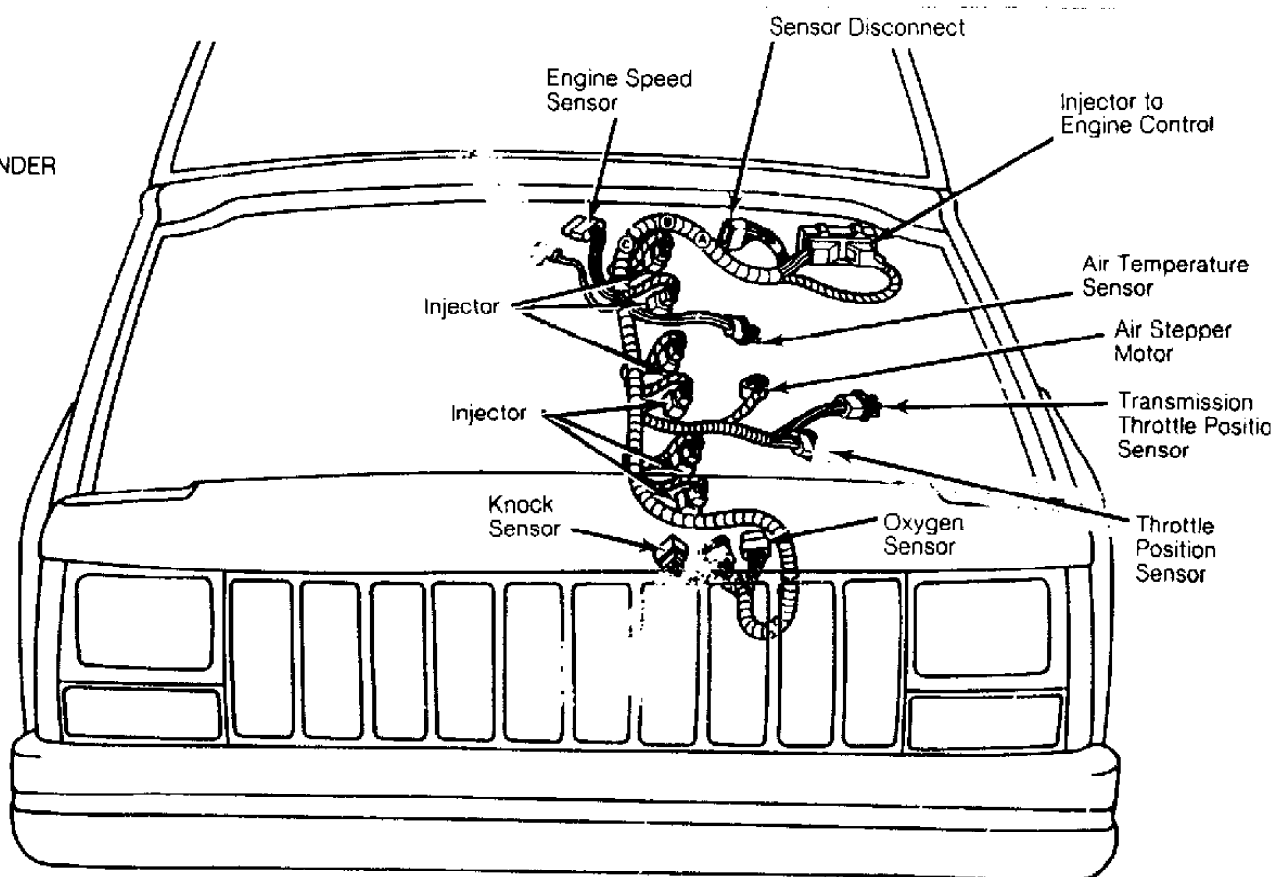 Sensor Disconnect
Engine Speed
Sensor
Injector to
Engine Control
NDER
C
B
A
Air Temperature
Sensor
Injector
Air Stepper
Motor
Injector
Transmission
Throttle Positio
Sensor
Knock
Sensor
Oxygen
Sensor
Throttle
Position
Sensor